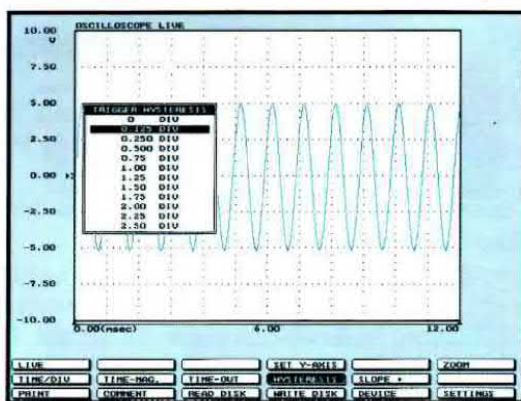 OSCILLOSCOPE LIVE
10.00
V
7.50
5.00
2.50
0.00
-2.50
-5.00
-7.50
-10.00
TRIGGER HYSTERESIS
0 DIV
0.125 DIV
0.250 DIV
0.500 DIV
0.75 DIV
1.00 DIV
1.25 DIV
1.50 DIV
1.75 DIV
2.00 DIV
2.25 DIV
2.50 DIV
0.00(msec) 6.00 12.00
LIVE SET Y-AXIS ZOOM
TIME/DIV TIME-MAG. TIME-OUT HYSTERESIS SLOPE +
PRINT COMMENT READ DISK WRITE DISK DEVICE SETTINGS